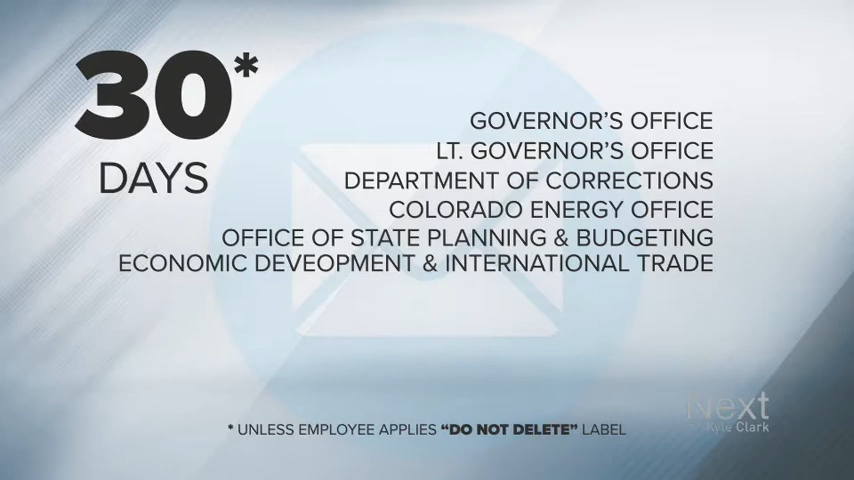 30*
DAYS
GOVERNOR'S OFFICE
LT. GOVERNOR'S OFFICE
DEPARTMENT OF CORRECTIONS
COLORADO ENERGY OFFICE
OFFICE OF STATE PLANNING & BUDGETING
ECONOMIC DEVEOPMENT & INTERNATIONAL TRADE
* UNLESS EMPLOYEE APPLIES “DO NOT DELETE” LABEL
Next
Kyle Clark